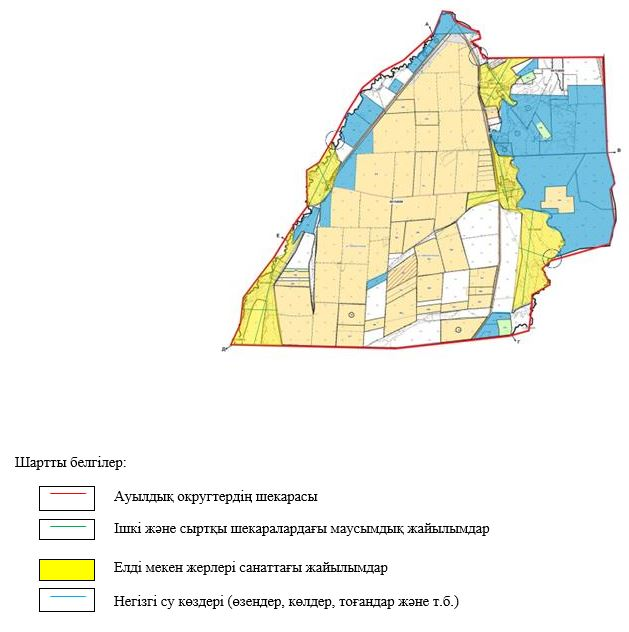 А
В
Е
Д
Г
Шартты белгілер:
Ауылдық округтердің шекарасы
Ішкі және сыртқы шекаралардағы маусымдық жайылымдар
Елді мекен жерлері санаттағы жайылымдар
Негізгі су көздері (өзендер, көлдер, тоғандар және т.б.)